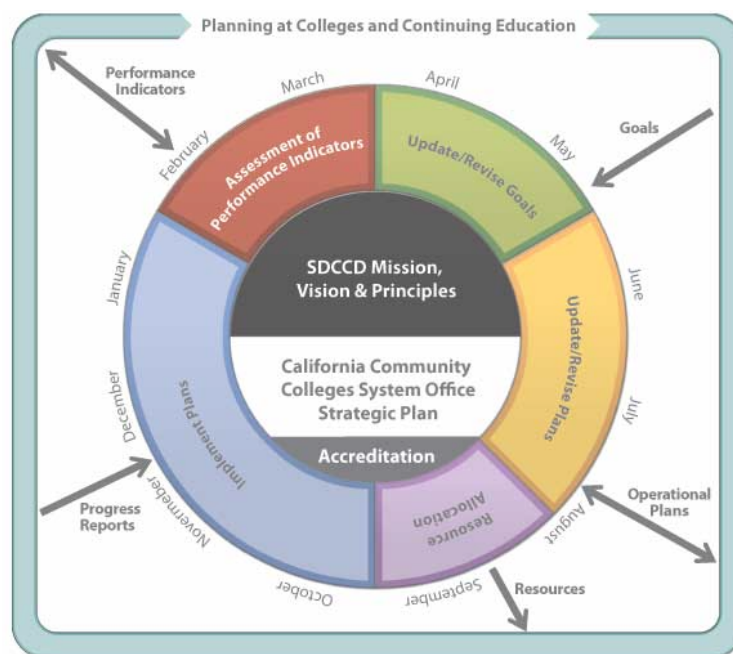 Planning at Colleges and Continuing Education
Performance
Indicators
March
April
February
May
Goals
Assessment of
Performance Indicators
Update/Revise Goals
SDCCD Mission,
Vision & Principles
January
June
California Community
Colleges System Office
Strategic Plan
Update/Revise Plans
December
July
Implement Plans
Accreditation
Progress
Reports
Novermeber
Resource
Allocation
August
Operational
Plans
October
September
Resources